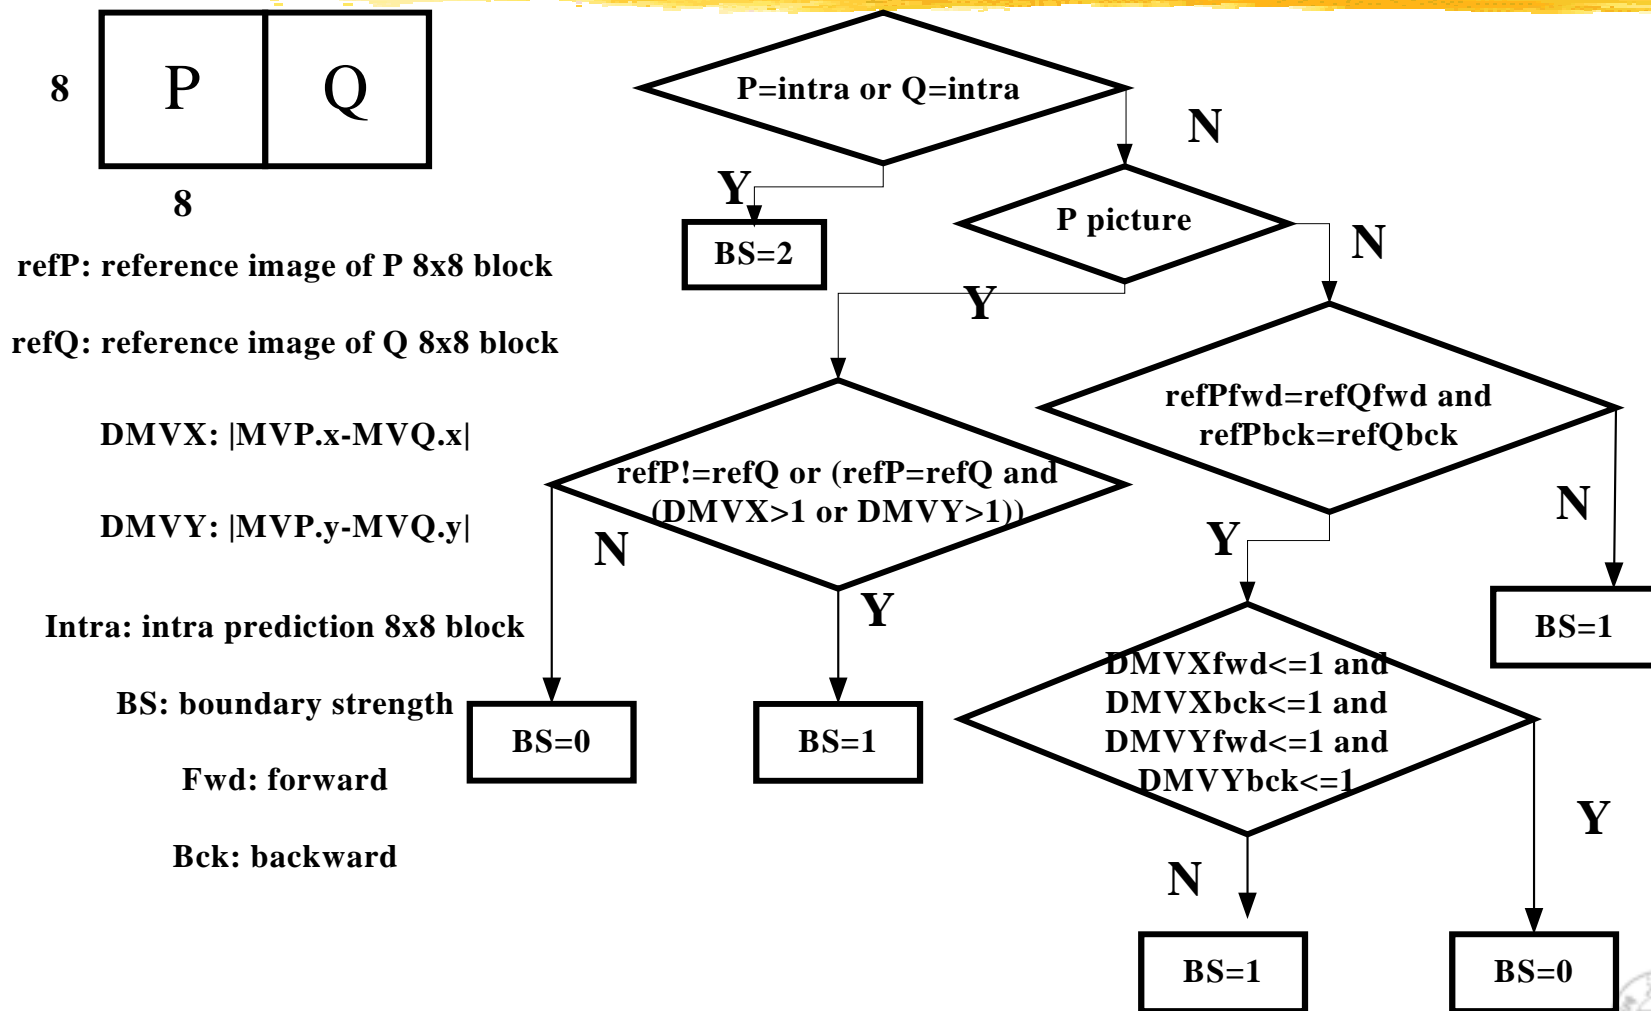 8
P
Q
8
refP: reference image of P 8x8 block
refQ: reference image of Q 8x8 block
DMVX: |MVP.x-MVQ.x|
DMVY: |MVP.y-MVQ.y|
Intra: intra prediction 8x8 block
BS: boundary strength
Fwd: forward
Bck: backward
P=intra or Q=intra
N
Y
BS=2
P picture
N
Y
refPfwd=refQfwd and
refPbck=refQbck
refP!=refQ or (refP=refQ and
(DMVX>1 or DMVY>1))
N
Y
BS=0
BS=1
N
Y
BS=1
DMVXfwd<=1 and
DMVXbck<=1 and
DMVYfwd<=1 and
DMVYbck<=1
Y
N
BS=1
BS=0